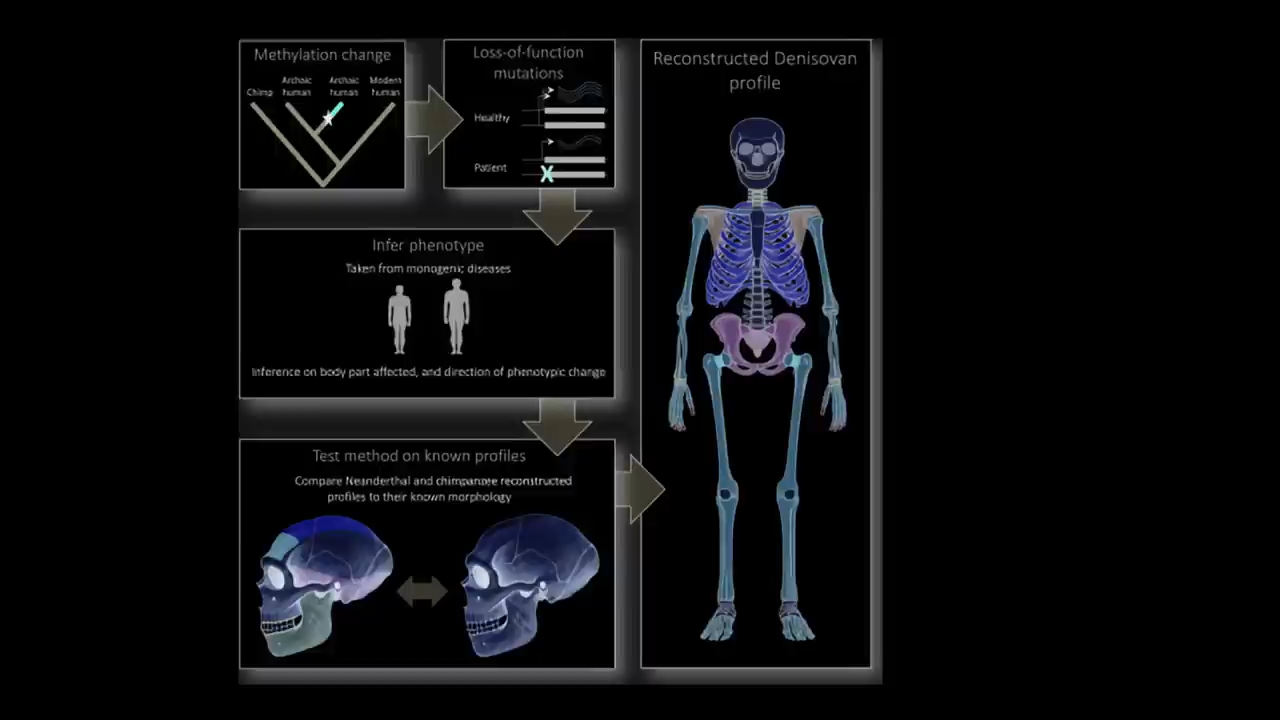 Methylation change
Chimp
Archaic
human
Archaic
human
Modern
human
Loss-of-function
mutations
Healthy
Patient
X
Infer phenotype
Taken from monogenic diseases
Inference on body part affected, and direction of phenotypic change
Test method on known profiles
Compare Neanderthal and chimpanzee reconstructed
profiles to their known morphology
Reconstructed Denisovan
profile